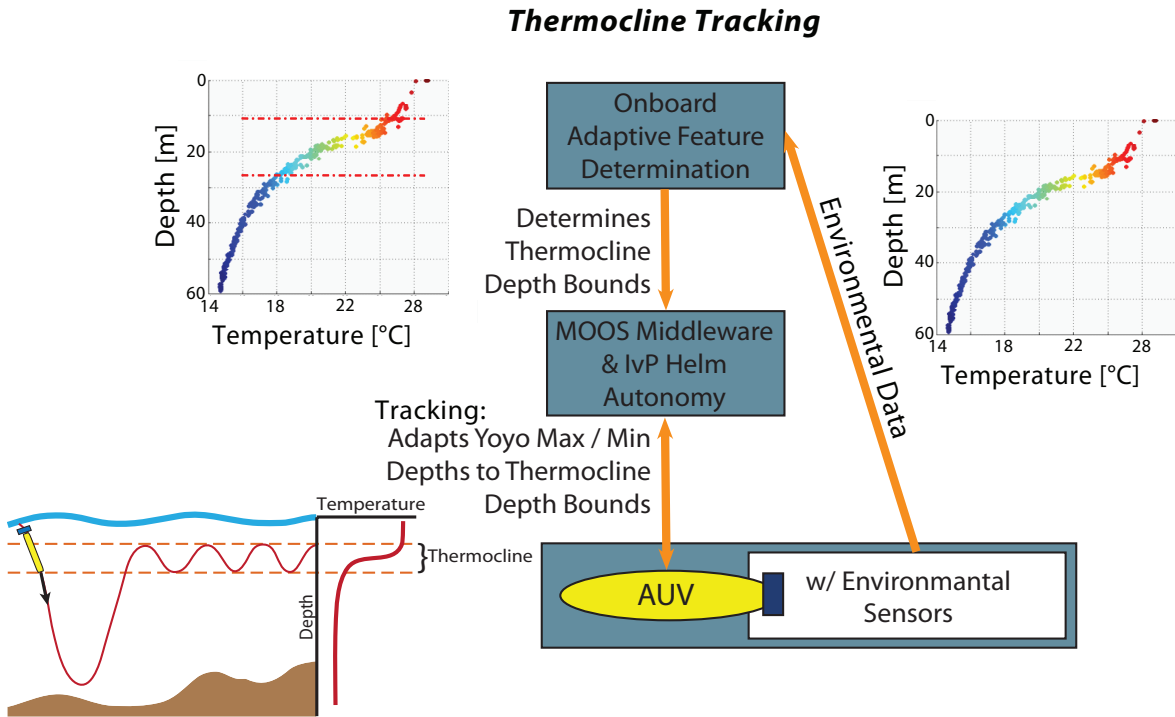 Thermocline Tracking
0
20
40
60
14
18
22
28
Depth [m]
Temperature [°C]
Onboard
Adaptive Feature
Determination
Determines
Thermocline
Depth Bounds
MOOS Middleware
& IvP Helm
Autonomy
Environmental Data
0
20
40
60
14
18
22
28
Depth [m]
Temperature [°C]
Tracking:
Adapts Yoyo Max / Min
Depths to Thermocline
Depth Bounds
Temperature
}Thermocline
Depth
AUV
w/ Environmantal
Sensors